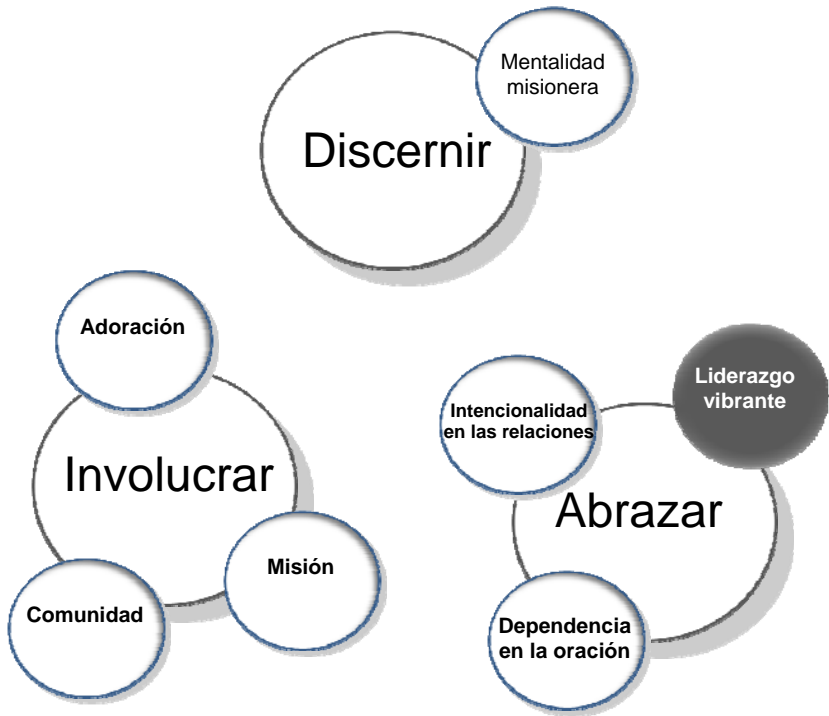 Mentalidad
misionera
Discernir
Adoración
Involucrar
Misión
Comunidad
Liderazgo
vibrante
Intencionalidad
en las relaciones
Abrazar
Dependencia
en la oración